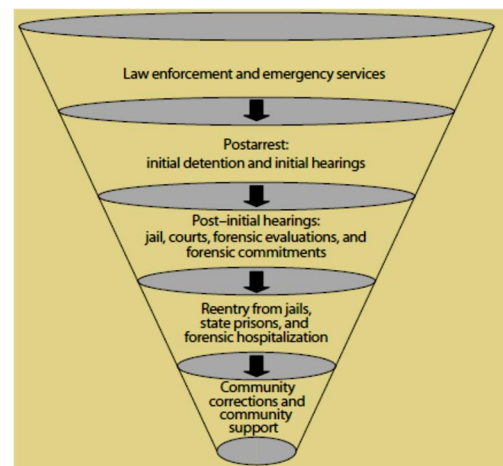 Law enforcement and emergency services
Postarrest:
initial detention and initial hearings
Post–initial hearings:
jail, courts, forensic evaluations, and
forensic commitments
Reentry from jails,
state prisons, and
forensic hospitalization
Community
corrections and
community
support